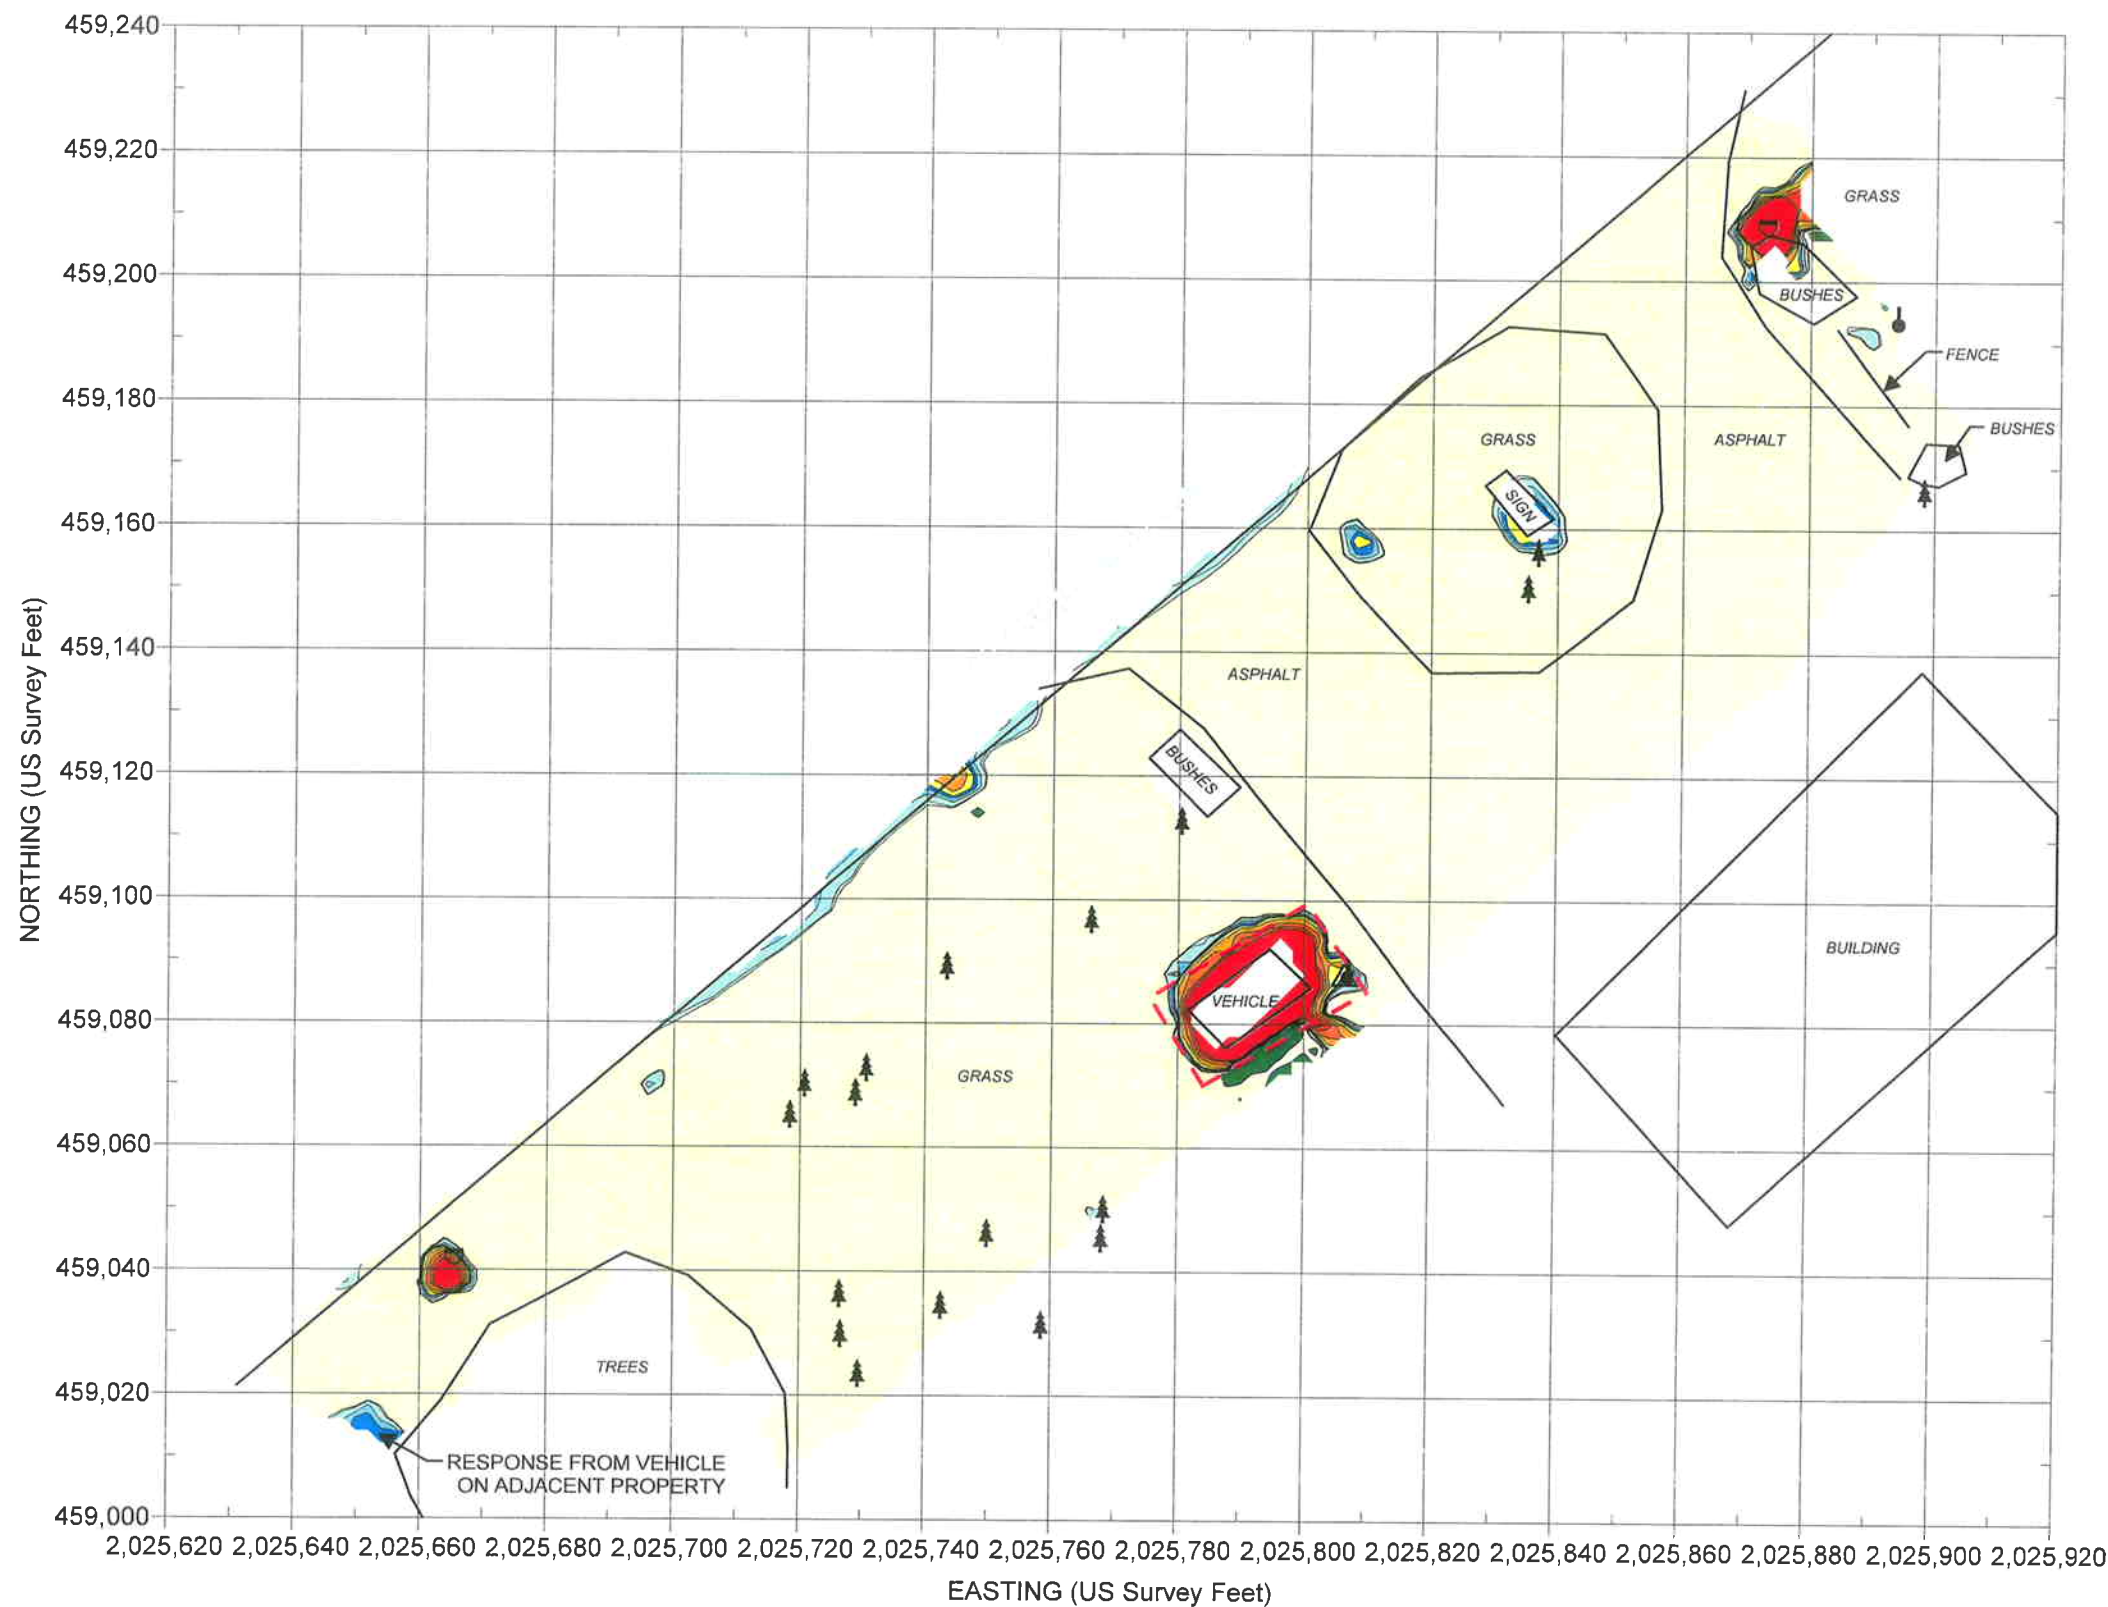 459,240
459,220
459,200
459,180
459,160
459,140
459,120
459,100
459,080
459,060
459,040
459,020
459,000
NORTHING (US Survey Feet)
GRASS
BUSHES
FENCE
BUSHES
GRASS
ASPHALT
SIGN
ASPHALT
BUSHES
BUILDING
VEHICLE
GRASS
TREES
RESPONSE FROM VEHICLE
ON ADJACENT PROPERTY
2,025,620 2,025,640 2,025,660 2,025,680 2,025,700 2,025,720 2,025,740 2,025,760 2,025,780 2,025,800 2,025,820 2,025,840 2,025,860 2,025,880 2,025,900 2,025,920
EASTING (US Survey Feet)